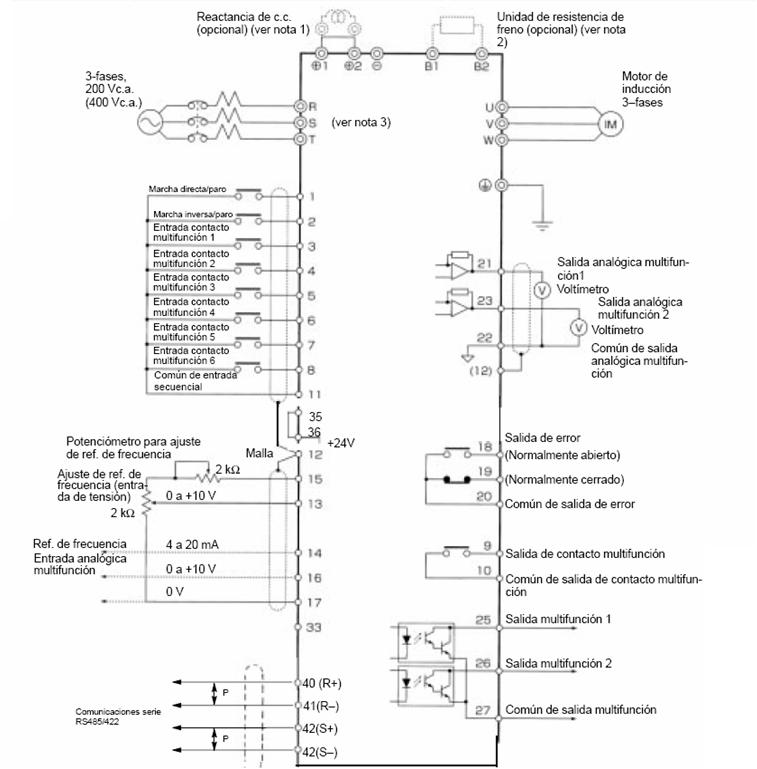 Reactancia de c.c.
(opcional) (ver nota 1)
Unidad de resistencia de
freno (opcional) (ver nota
2)
⊕1
⊕2
⊖
B1
B2
3-fases,
200 Vc.a.
(400 Vc.a.)
R
S
T
(ver nota 3)
U
V
W
IM
Motor de
inducción
3–fases
Marcha directa/paro
1
Marcha inversa/paro
2
Entrada contacto
multifunción 1
3
Entrada contacto
multifunción 2
4
Entrada contacto
multifunción 3
5
Entrada contacto
multifunción 4
6
Entrada contacto
multifunción 5
7
Entrada contacto
multifunción 6
8
Común de entrada
secuencial
11
21
Salida analógica multifun-
ción1
V
Voltímetro
23
Salida analógica
multifunción 2
V
Voltímetro
22
Común de salida
analógica multifun-
ción
(12)
35
36
+24V
Malla
12
Potenciómetro para ajuste
de ref. de frecuencia
2 kΩ
15
Ajuste de ref. de
frecuencia (entra-
da de tensiòn)
2 kΩ
0 a +10 V
13
Ref. de frecuencia
4 a 20 mA
14
Entrada analógica
multifunción
0 a +10 V
16
0 V
17
33
Salida de error
18
(Normalmente abierto)
19
(Normalmente cerrado)
20
Común de salida de error
9
Salida de contacto multifunción
10
Común de salida de contacto multifun-
ción
25
Salida multifunción 1
26
Salida multifunción 2
27
Común de salida multifunción
Comunicaciones serie
RS485/422
P
P
40 (R+)
41(R–)
42(S+)
42(S–)